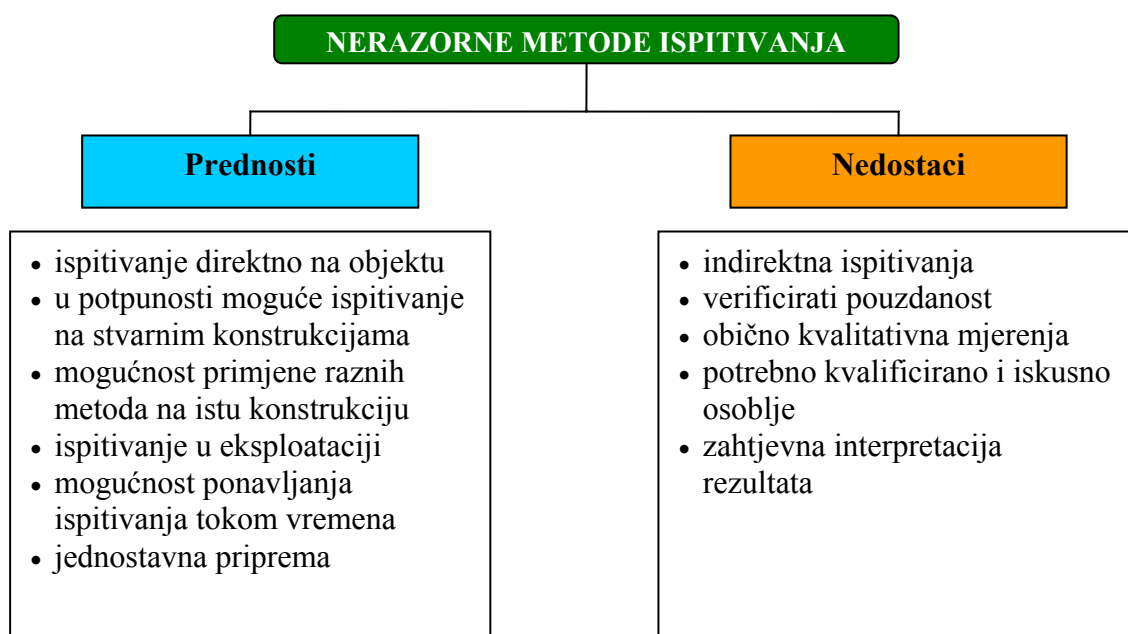 NERAZORNE METODE ISPITIVANJA
Prednosti
• ispitivanje direktno na objektu
• u potpunosti moguće ispitivanje
na stvarnim konstrukcijama
• mogućnost primjene raznih
metoda na istu konstrukciju
• ispitivanje u eksploataciji
• mogućnost ponavljanja
ispitivanja tokom vremena
• jednostavna priprema
Nedostaci
• indirektna ispitivanja
• verificirati pouzdanost
• obično kvalitativna mjerenja
• potrebno kvalificirano i iskusno
osoblje
• zahtjevna interpretacija
rezultata